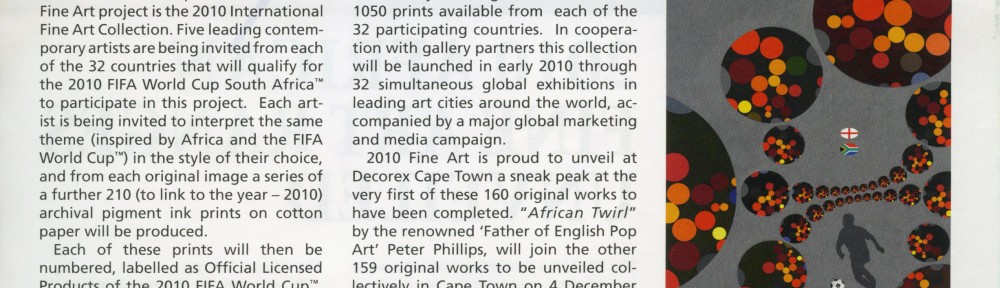 Fine Art project is the 2010 International
Fine Art Collection. Five leading contem-
porary artists are being invited from each
of the 32 countries that will qualify for
the 2010 FIFA World Cup South Africa™
to participate in this project. Each art-
ist is being invited to interpret the same
theme (inspired by Africa and the FIFA
World Cup™) in the style of their choice,
and from each original image a series of
a further 210 (to link to the year – 2010)
archival pigment ink prints on cotton
paper will be produced.
Each of these prints will then be
numbered, labelled as Official Licensed
Products of the 2010 FIFA World Cup™
1050 prints available from each of the
32 participating countries. In coopera-
tion with gallery partners this collection
will be launched in early 2010 through
32 simultaneous global exhibitions in
leading art cities around the world, ac-
companied by a major global marketing
and media campaign.
2010 Fine Art is proud to unveil at
Decorex Cape Town a sneak peak at the
very first of these 160 original works to
have been completed. “African Twirl”
by the renowned ‘Father of English Pop
Art’ Peter Phillips, will join the other
159 original works to be unveiled col-
lectively in Cape Town on 4 December